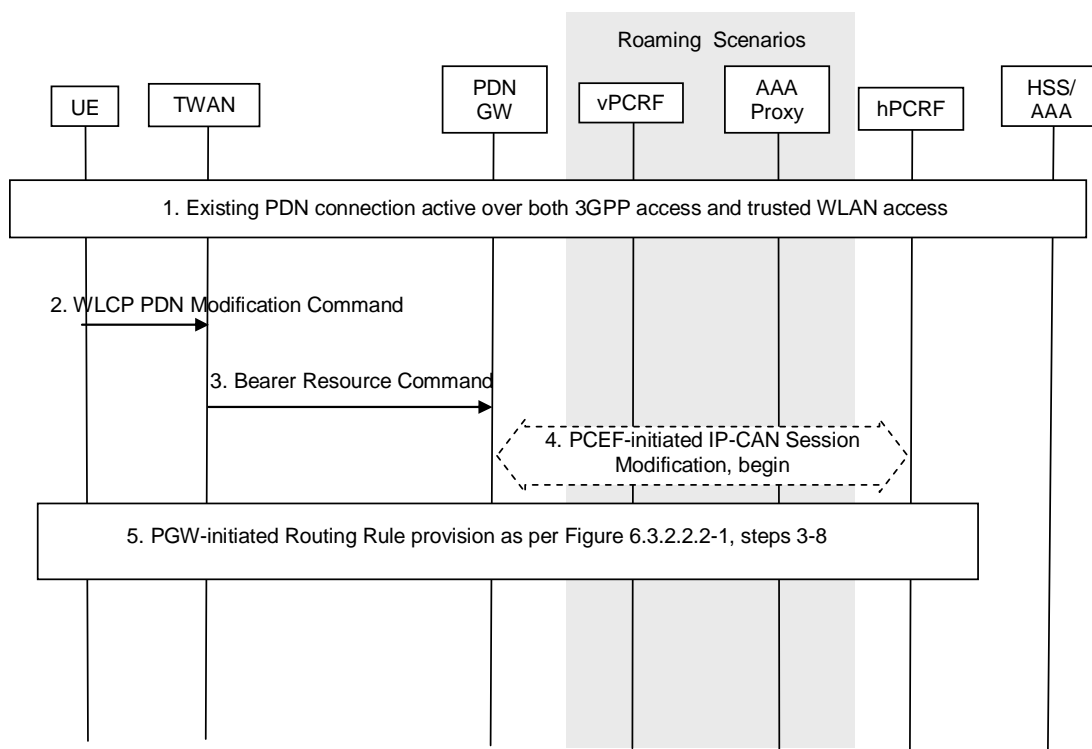 Roaming Scenarios
UE
TWAN
PDN
GW
vPCRF
AAA
Proxy
hPCRF
HSS/
AAA
1. Existing PDN connection active over both 3GPP access and trusted WLAN access
2. WLCP PDN Modification Command
3. Bearer Resource Command
4. PCEF-initiated IP-CAN Session
Modification, begin
5. PGW-initiated Routing Rule provision as per Figure 6.3.2.2.2-1, steps 3-8